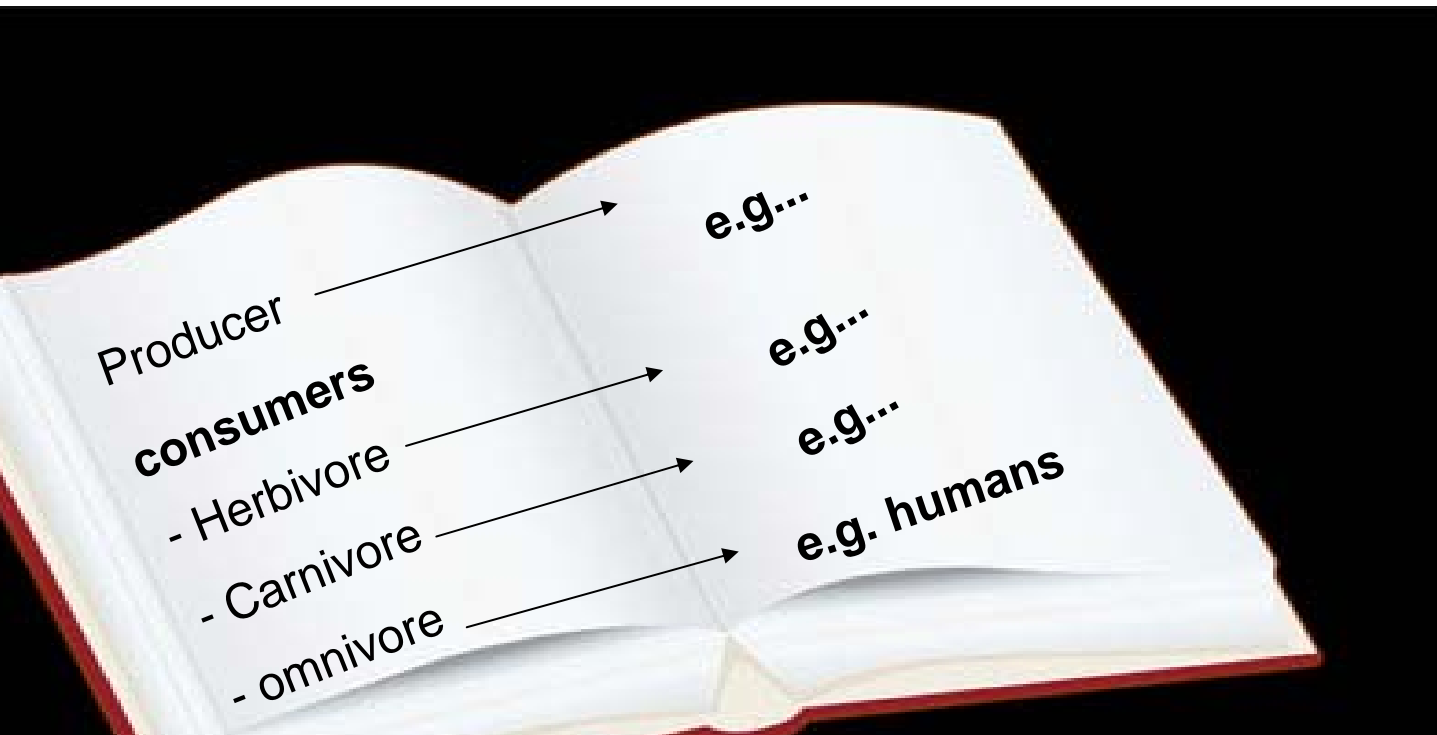 Producer e.g...
consumers
- Herbivore e.g...
- Carnivore e.g...
- omnivore e.g. humans